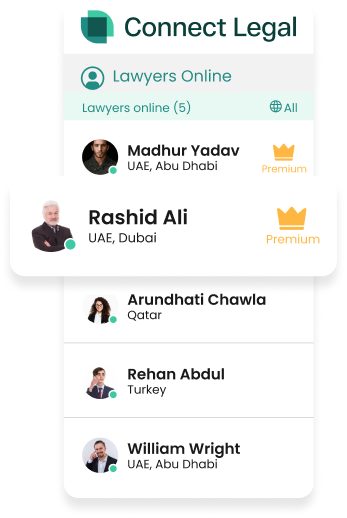 Connect Legal
Lawyers Online
Lawyers online (5) All
Madhur Yadav
UAE, Abu Dhabi
Premium
Rashid Ali
UAE, Dubai
Premium
Arundhati Chawla
Qatar
Rehan Abdul
Turkey
William Wright
UAE, Abu Dhabi